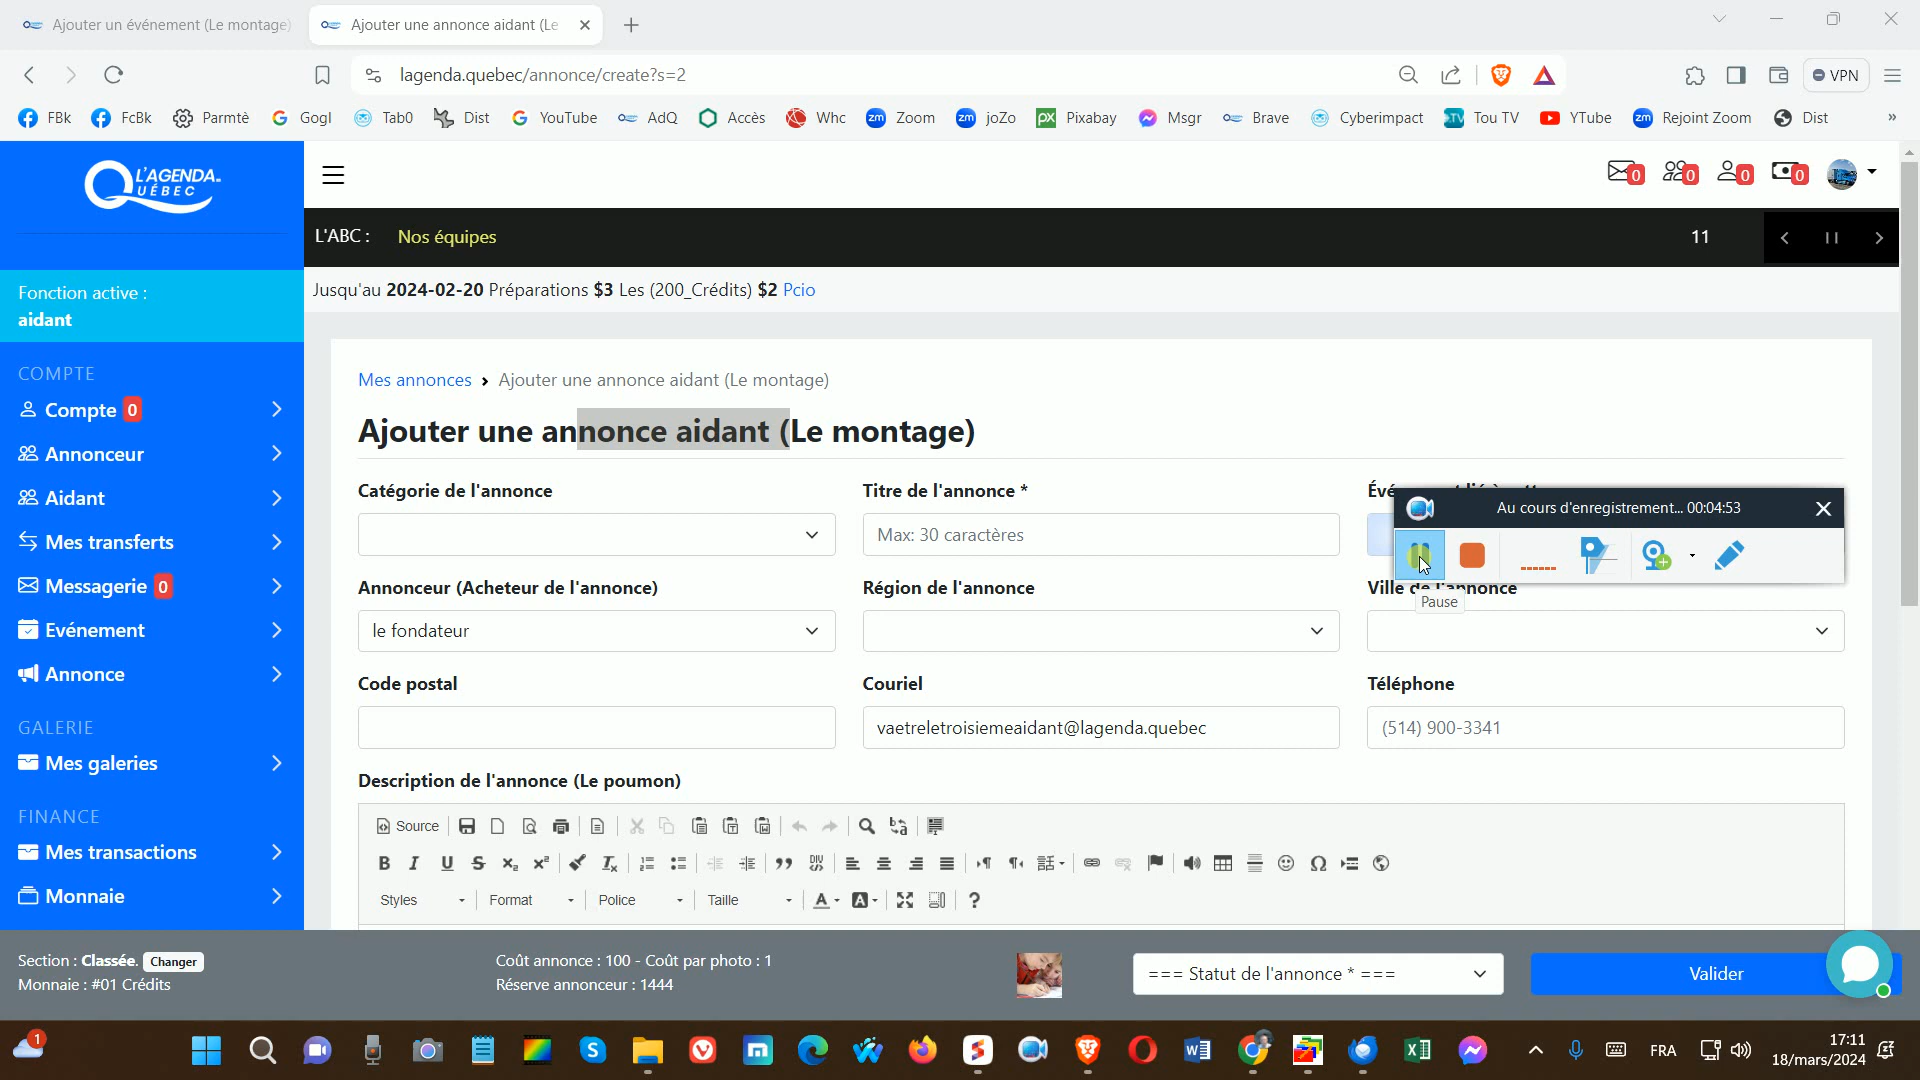 Ajouter un événement (Le montage)
Ajouter une annonce aidant (Le
lagenda.quebec/annonce/create?s=2
VPN
FBk
FcBk
Parmtè
Gogl
Tab0
Dist
YouTube
AdQ
Accès
Whc
Zoom
joZo
Pixabay
Msgr
Brave
Cyberimpact
Tou TV
YTube
Rejoint Zoom
Dist
L'AGENDA.
QUÉBEC
0
0
0
0
L'ABC :
Nos équipes
11
Fonction active :
aidant
Jusqu'au 2024-02-20 Préparations $3 Les (200_Crédits) $2 Pcio
COMPTE
Compte 0
Annonceur
Aidant
Mes transferts
Messagerie 0
Evénement
Annonce
GALERIE
Mes galeries
FINANCE
Mes transactions
Monnaie
Mes annonces › Ajouter une annonce aidant (Le montage)
Ajouter une annonce aidant (Le montage)
Catégorie de l'annonce
Titre de l'annonce *
Max: 30 caractères
Au cours d'enregistrement... 00:04:53
Pause
Annonceur (Acheteur de l'annonce)
le fondateur
Région de l'annonce
Ville de l'annonce
Code postal
Couriel
vaetreletroisiemeaidant@lagenda.quebec
Téléphone
(514) 900-3341
Description de l'annonce (Le poumon)
Source
Styles
Format
Police
Taille
Section : Classée. Changer
Monnaie : #01 Crédits
Coût annonce : 100 - Coût par photo : 1
Réserve annonceur : 1444
=== Statut de l'annonce * ===
Valider
1
FRA
17:11
18/mars/2024